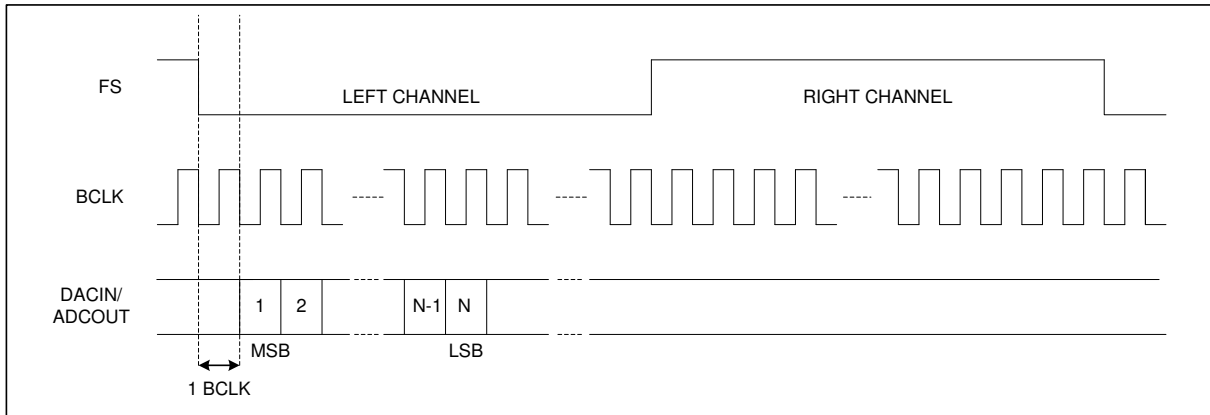 FS
LEFT CHANNEL
RIGHT CHANNEL
BCLK
DACIN/
ADCOUT
1
2
N-1
N
MSB
LSB
1 BCLK